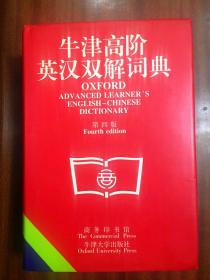 牛津高阶
英汉双解词典
OXFORD
ADVANCED LEARNER'S
ENGLISH-CHINESE
DICTIONARY
第四版
Fourth edition
商务印书馆
The Commercial Press
牛津大学出版社
Oxford University Press